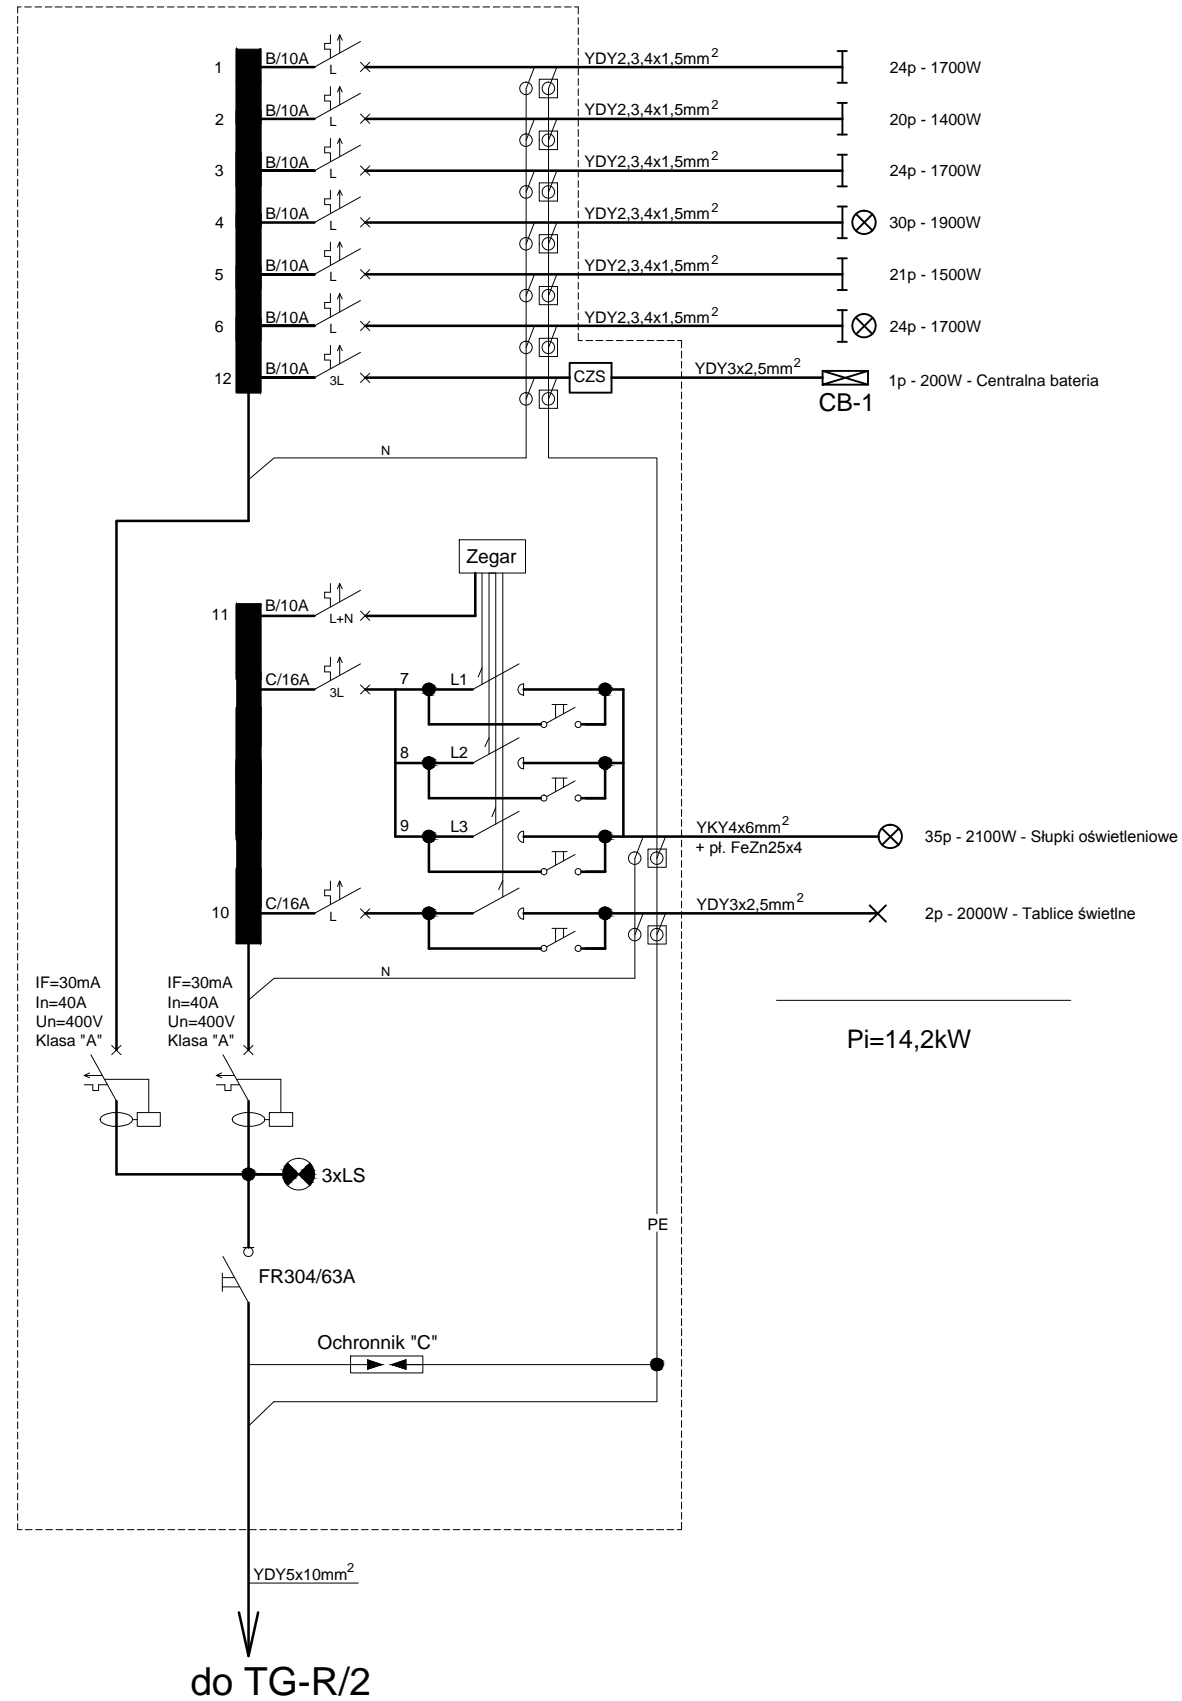 1 B/10A L YDY2,3,4x1,5mm² 24p - 1700W
2 B/10A L YDY2,3,4x1,5mm² 20p - 1400W
3 B/10A L YDY2,3,4x1,5mm² 24p - 1700W
4 B/10A L YDY2,3,4x1,5mm² 30p - 1900W
5 B/10A L YDY2,3,4x1,5mm² 21p - 1500W
6 B/10A L YDY2,3,4x1,5mm² 24p - 1700W
12 B/10A 3L CZS YDY3x2,5mm² 1p - 200W - Centralna bateria
CB-1
N
Zegar
11 B/10A L+N
C/16A 3L 7 L1
8 L2
9 L3 YKY4x6mm² 35p - 2100W - Słupki oświetleniowe
+ pł. FeZn25x4
10 C/16A L YDY3x2,5mm² 2p - 2000W - Tablice świetlne
N
IF=30mA
In=40A
Un=400V
Klasa "A"
IF=30mA
In=40A
Un=400V
Klasa "A"
Pi=14,2kW
3xLS
PE
FR304/63A
Ochronnik "C"
YDY5x10mm²
do TG-R/2